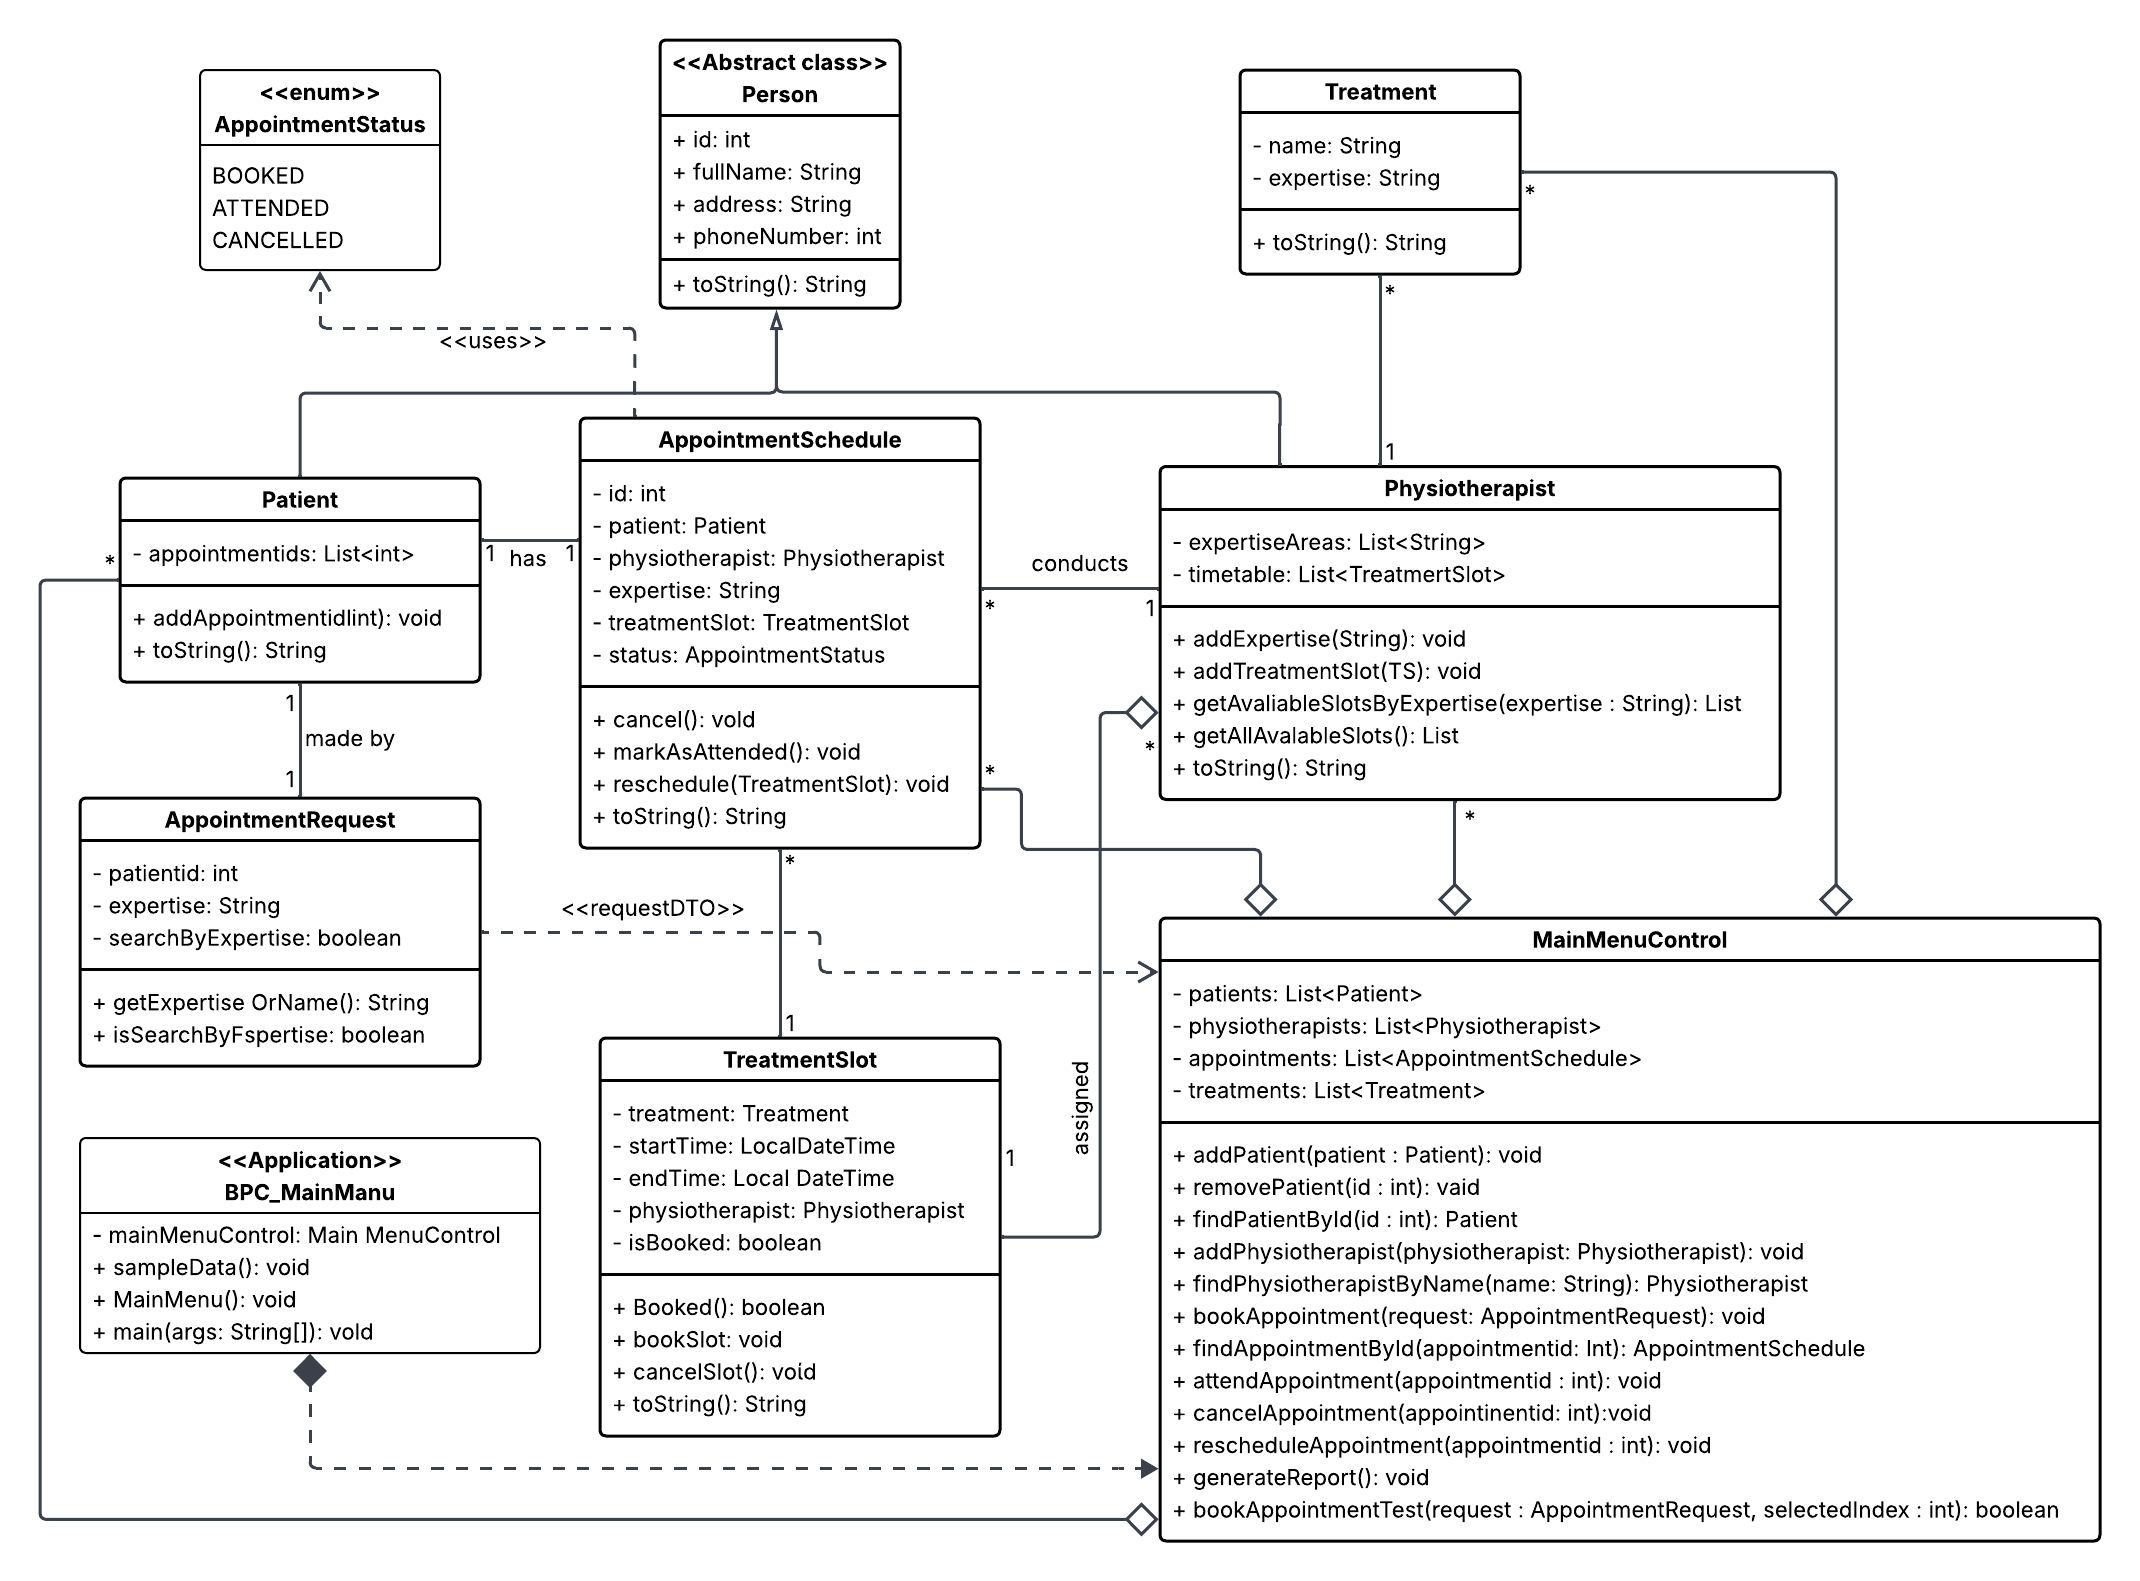 <<enum>>
AppointmentStatus
BOOKED
ATTENDED
CANCELLED
<<Abstract class>>
Person
+ id: int
+ fullName: String
+ address: String
+ phoneNumber: int
+ toString(): String
Treatment
- name: String
- expertise: String
+ toString(): String
*
*
1
<<uses>>
Patient
- appointmentids: List<int>
+ addAppointmentidlint): void
+ toString(): String
*
1
has
1
1
made by
1
AppointmentSchedule
- id: int
- patient: Patient
- physiotherapist: Physiotherapist
- expertise: String
- treatmentSlot: TreatmentSlot
- status: AppointmentStatus
+ cancel(): vold
+ markAsAttended(): void
+ reschedule(TreatmentSlot): void
+ toString(): String
conducts
*
1
*
*
1
Physiotherapist
- expertiseAreas: List<String>
- timetable: List<TreatmertSlot>
+ addExpertise(String): void
+ addTreatmentSlot(TS): void
+ getAvaliableSlotsByExpertise(expertise : String): List
+ getAllAvalableSlots(): List
+ toString(): String
*
*
AppointmentRequest
- patientid: int
- expertise: String
- searchByExpertise: boolean
+ getExpertise OrName(): String
+ isSearchByFspertise: boolean
<<requestDTO>>
TreatmentSlot
- treatment: Treatment
- startTime: LocalDateTime
- endTime: Local DateTime
- physiotherapist: Physiotherapist
- isBooked: boolean
+ Booked(): boolean
+ bookSlot: void
+ cancelSlot(): void
+ toString(): String
1
assigned
<<Application>>
BPC_MainManu
- mainMenuControl: Main MenuControl
+ sampleData(): void
+ MainMenu(): void
+ main(args: String[]): vold
MainMenuControl
- patients: List<Patient>
- physiotherapists: List<Physiotherapist>
- appointments: List<AppointmentSchedule>
- treatments: List<Treatment>
+ addPatient(patient : Patient): void
+ removePatient(id : int): vaid
+ findPatientById(id : int): Patient
+ addPhysiotherapist(physiotherapist: Physiotherapist): void
+ findPhysiotherapistByName(name: String): Physiotherapist
+ bookAppointment(request: AppointmentRequest): void
+ findAppointmentById(appointmentid: Int): AppointmentSchedule
+ attendAppointment(appointmentid : int): void
+ cancelAppointment(appointinentid: int):void
+ rescheduleAppointment(appointmentid : int): void
+ generateReport(): void
+ bookAppointmentTest(request : AppointmentRequest, selectedIndex : int): boolean